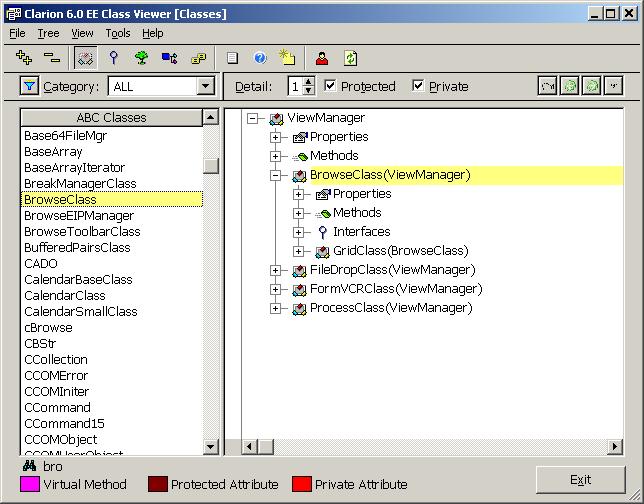 Clarion 6.0 EE Class Viewer [Classes]
File Tree View Tools Help
Category: ALL Detail: 1 Protected Private
ABC Classes
Base64FileMgr
BaseArray
BaseArrayIterator
BreakManagerClass
BrowseClass
BrowseEIPManager
BrowseToolbarClass
BufferedPairsClass
CADO
CalendarBaseClass
CalendarClass
CalendarSmallClass
cBrowse
CBStr
CCollection
CCOMError
CCOMIniter
CCommand
CCommand15
CCOMObject
CCOMUserObject
ViewManager
Properties
Methods
BrowseClass(ViewManager)
Properties
Methods
Interfaces
GridClass(BrowseClass)
FileDropClass(ViewManager)
FormVCRClass(ViewManager)
ProcessClass(ViewManager)
bro
Virtual Method Protected Attribute Private Attribute
Exit